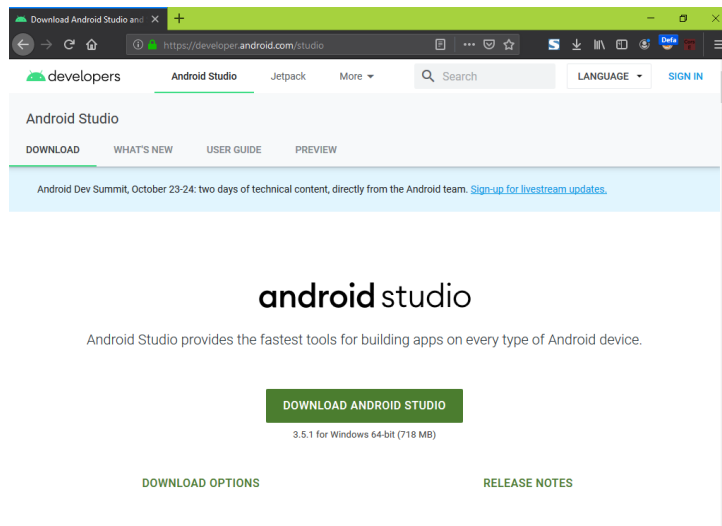 Download Android Studio and
https://developer.android.com/studio
Defa
developers
Android Studio
Jetpack
More
Search
LANGUAGE
SIGN IN
Android Studio
DOWNLOAD
WHAT'S NEW
USER GUIDE
PREVIEW
Android Dev Summit, October 23-24: two days of technical content, directly from the Android team. Sign-up for livestream updates.
android studio
Android Studio provides the fastest tools for building apps on every type of Android device.
DOWNLOAD ANDROID STUDIO
3.5.1 for Windows 64-bit (718 MB)
DOWNLOAD OPTIONS
RELEASE NOTES